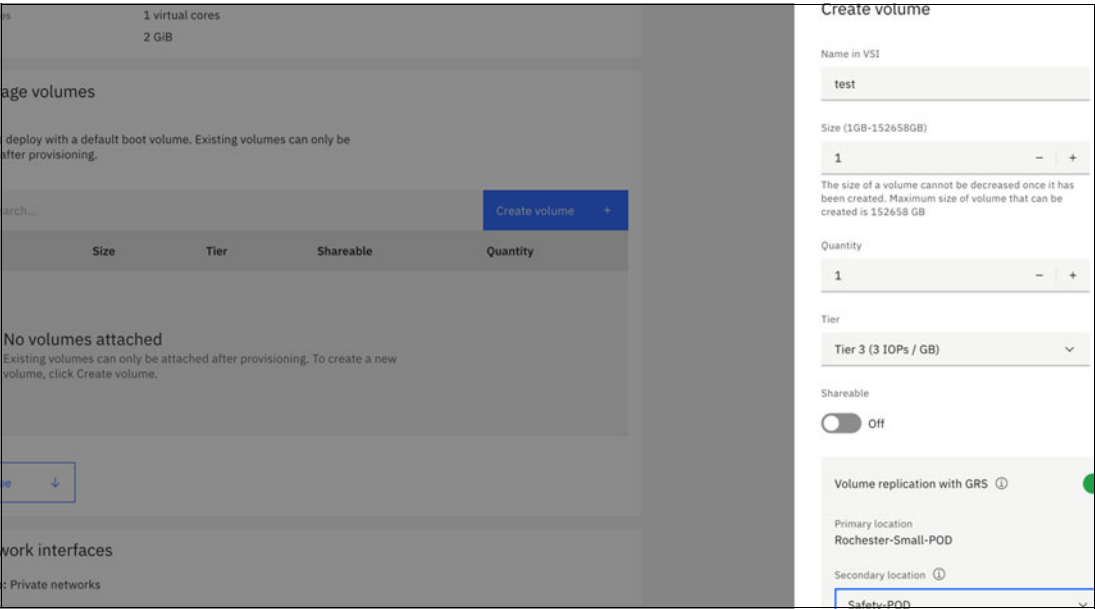 1 virtual cores
2 GiB
age volumes
deploy with a default boot volume. Existing volumes can only be
after provisioning.
Create volume +
Size Tier Shareable Quantity
No volumes attached
Existing volumes can only be attached after provisioning. To create a new
volume, click Create volume.
work interfaces
: Private networks
Create volume
Name in VSI
test
Size (1GB-152658GB)
1 - +
The size of a volume cannot be decreased once it has
been created. Maximum size of volume that can be
created is 152658 GB
Quantity
1 - +
Tier
Tier 3 (3 IOPs / GB)
Shareable
Off
Volume replication with GRS
Primary location
Rochester-Small-POD
Secondary location
Safety-POD